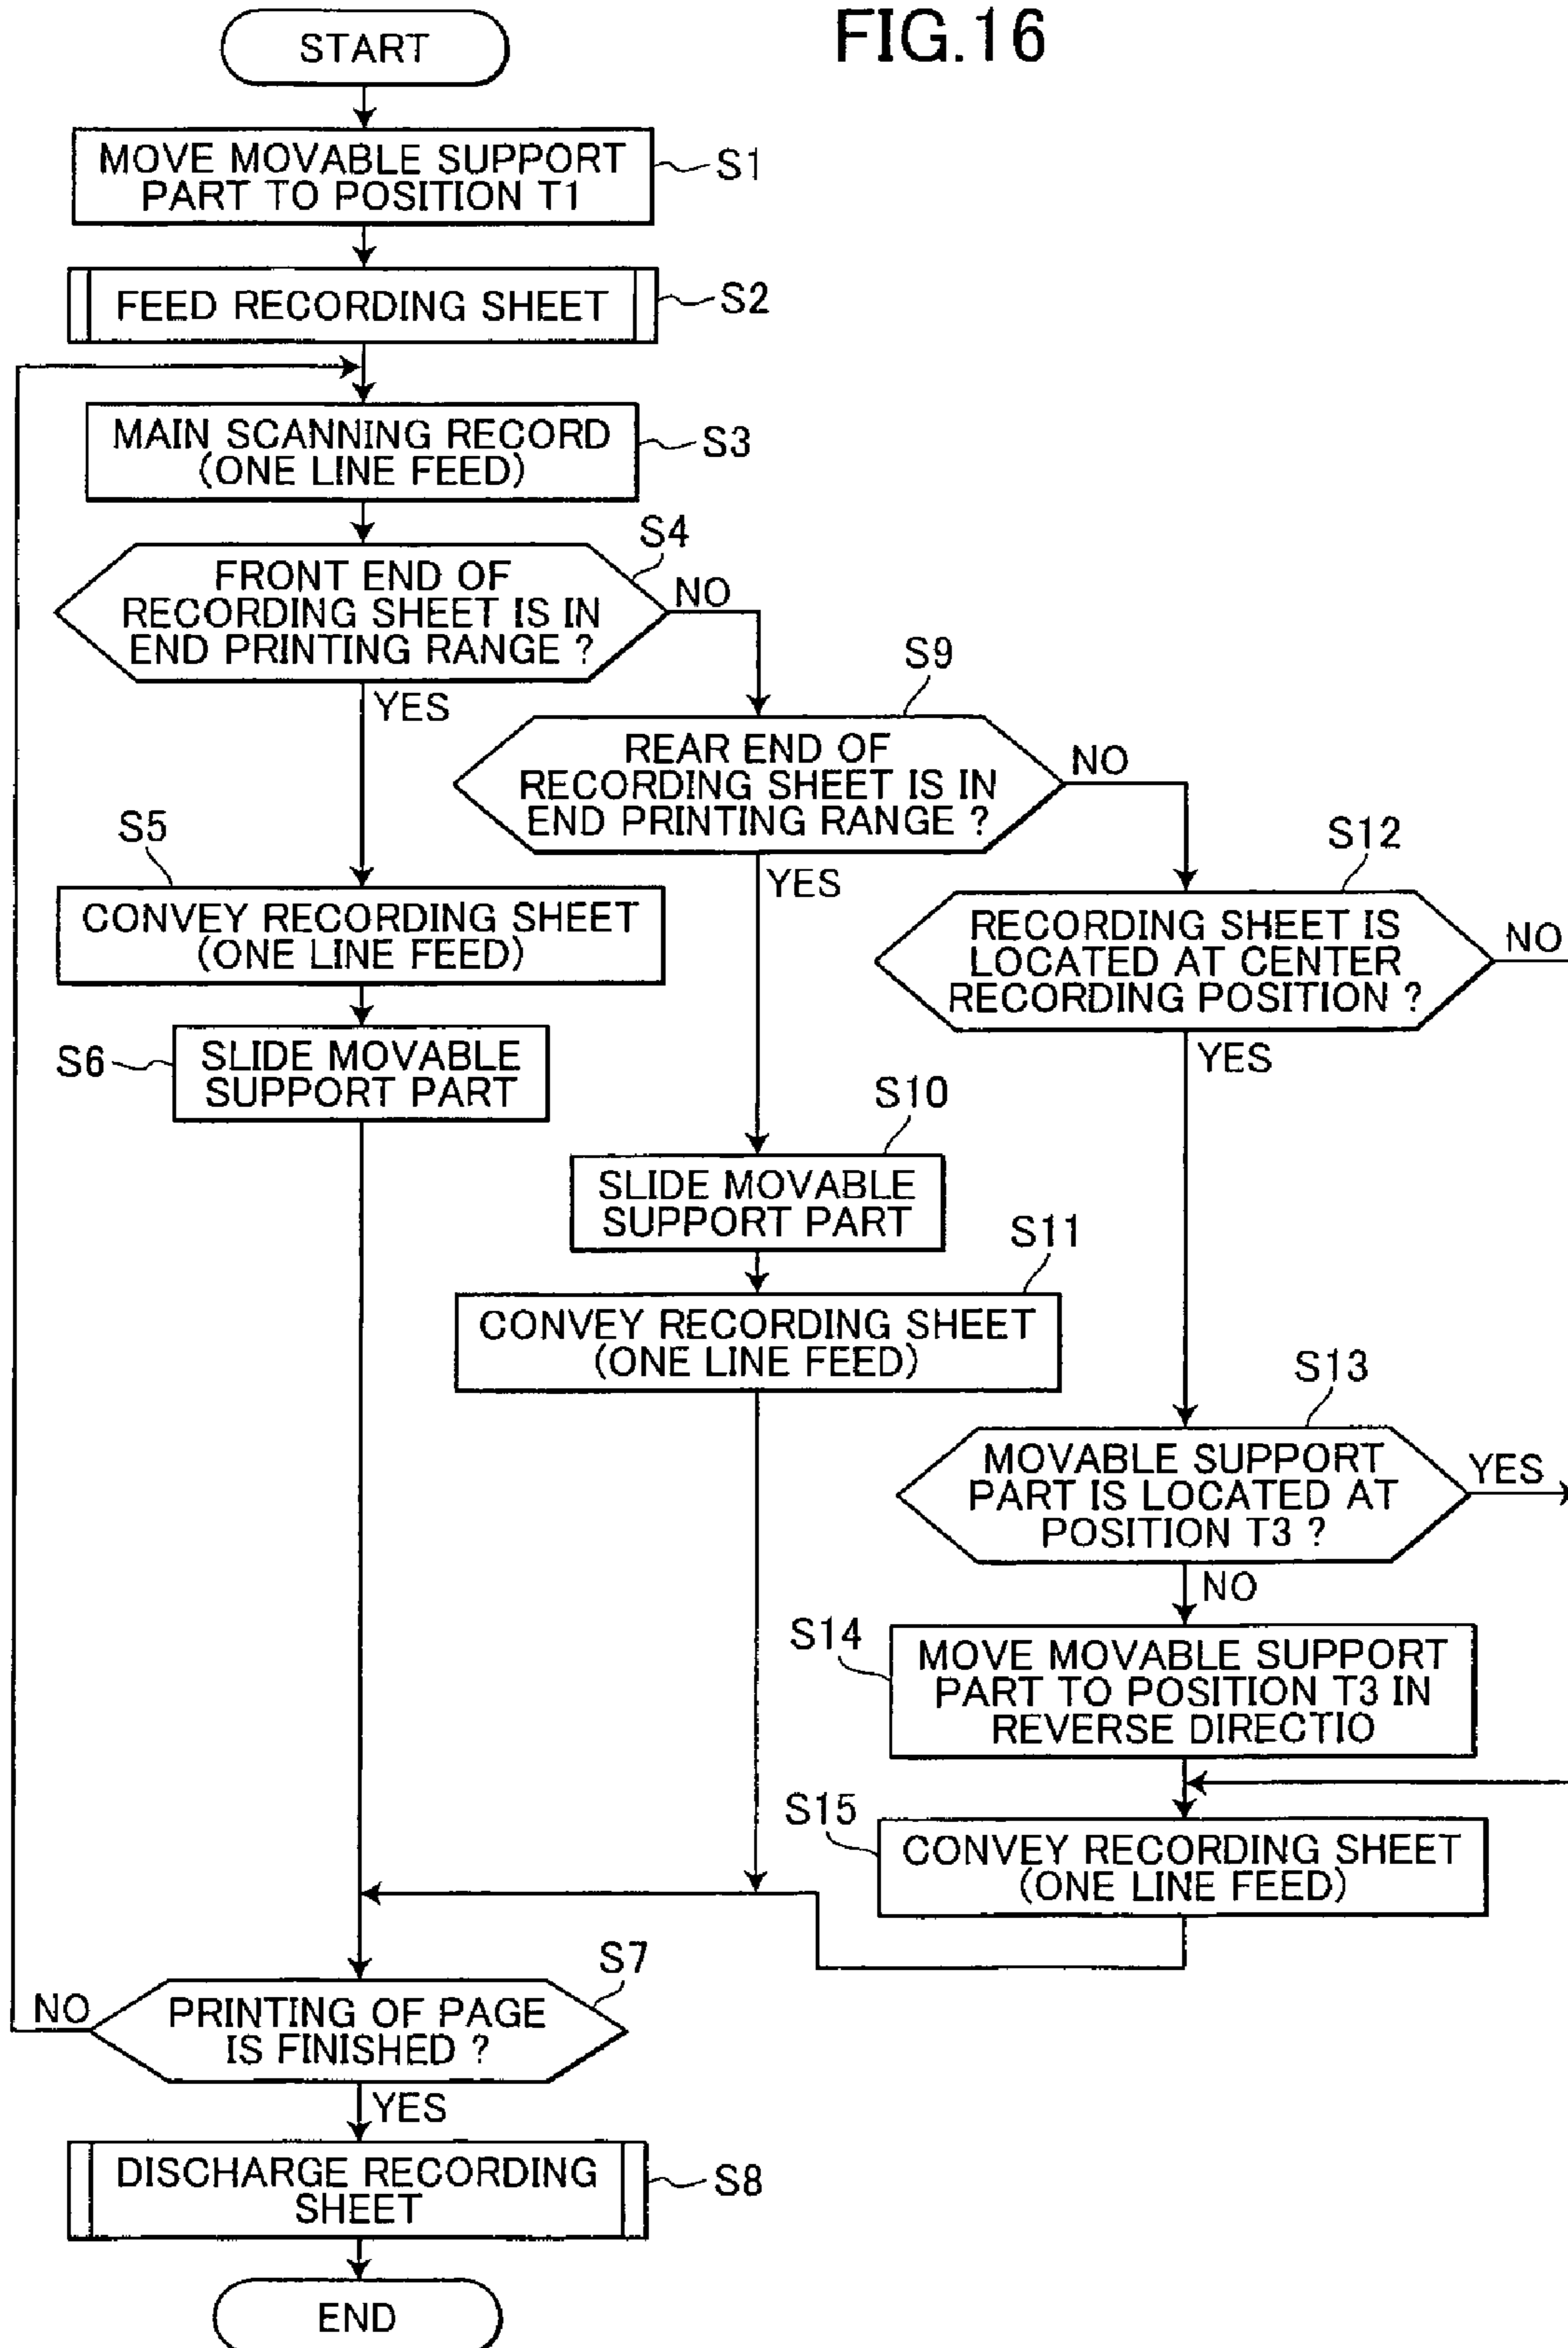 FIG.16
START
MOVE MOVABLE SUPPORT
PART TO POSITION T1
S1
FEED RECORDING SHEET
S2
MAIN SCANNING RECORD
(ONE LINE FEED)
S3
S4
FRONT END OF
RECORDING SHEET IS IN
END PRINTING RANGE ?
NO
YES
S9
REAR END OF
RECORDING SHEET IS IN
END PRINTING RANGE ?
NO
YES
S5
CONVEY RECORDING SHEET
(ONE LINE FEED)
S12
RECORDING SHEET IS
LOCATED AT CENTER
RECORDING POSITION ?
NO
YES
S6
SLIDE MOVABLE
SUPPORT PART
S10
SLIDE MOVABLE
SUPPORT PART
S11
CONVEY RECORDING SHEET
(ONE LINE FEED)
S13
MOVABLE SUPPORT
PART IS LOCATED AT
POSITION T3 ?
YES
NO
S14
MOVE MOVABLE SUPPORT
PART TO POSITION T3 IN
REVERSE DIRECTIO
S15
CONVEY RECORDING SHEET
(ONE LINE FEED)
S7
PRINTING OF PAGE
IS FINISHED ?
NO
YES
DISCHARGE RECORDING
SHEET
S8
END